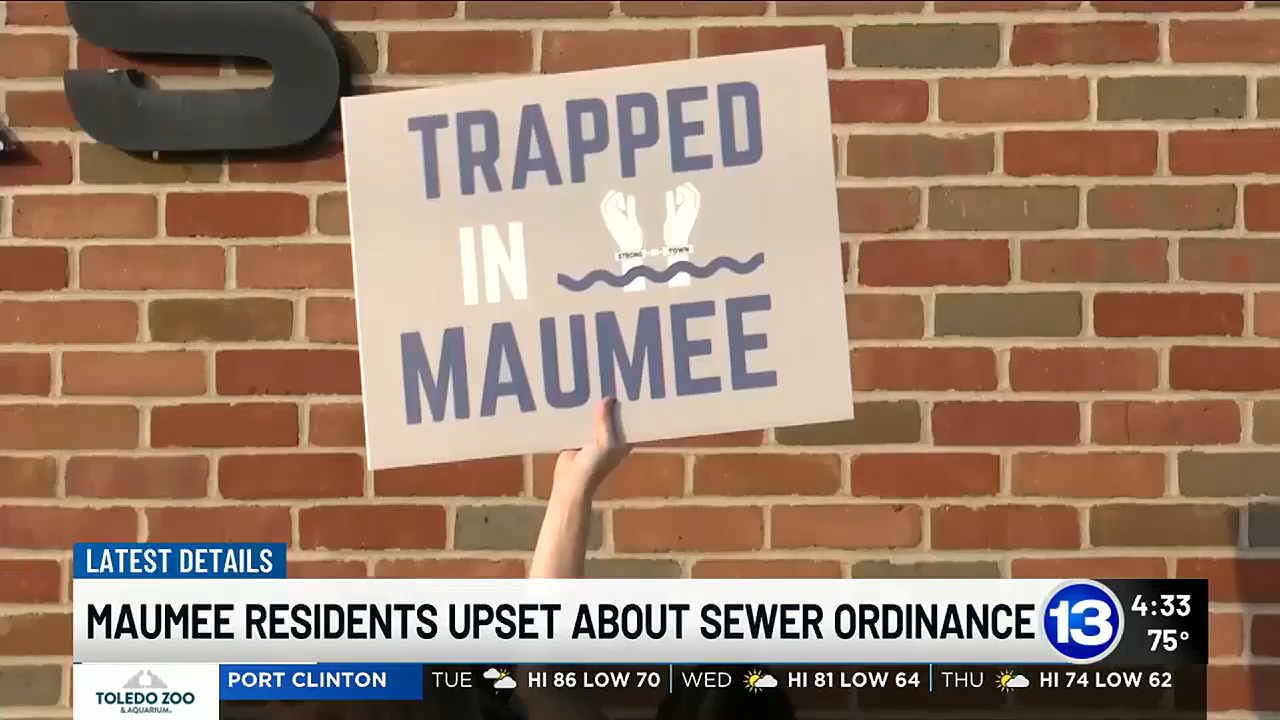 S
TRAPPED
IN
STRONG-IN-TOWN
MAUMEE
LATEST DETAILS
MAUMEE RESIDENTS UPSET ABOUT SEWER ORDINANCE
13
4:33
75°
TOLEDO ZOO
& AQUARIUM
PORT CLINTON
TUE HI 86 LOW 70 WED HI 81 LOW 64 THU HI 74 LOW 62